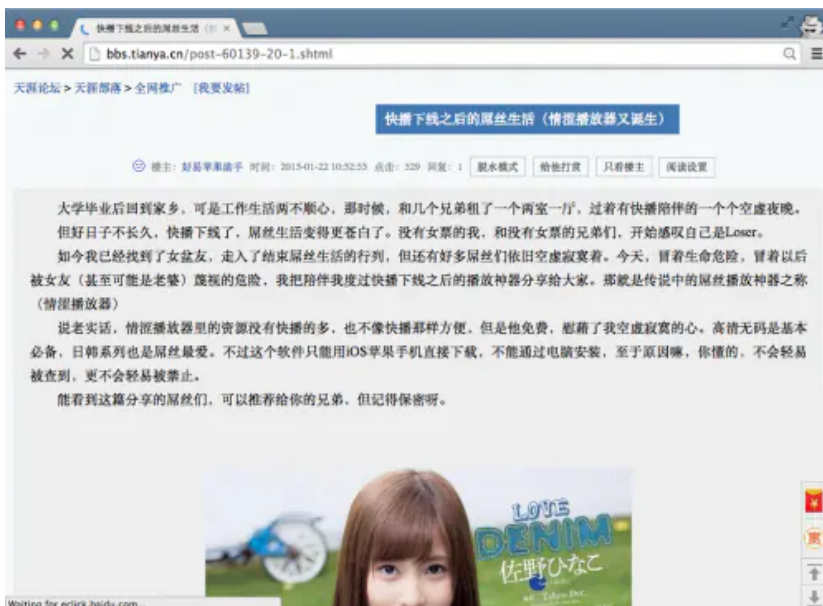 快播下线之后的屌丝生活（情
bbs.tianya.cn/post-60139-20-1.shtml
天涯论坛 > 天涯部落 > 全网推广 [我要发帖]
快播下线之后的屌丝生活（情涩播放器又诞生）
楼主：好易苹果助手 时间：2015-01-22 10:52:53 点击：329 回复：1 脱水模式 给他打赏 只看楼主 阅读设置
大学毕业后回到家乡，可是工作生活两不顺心，那时候，和几个兄弟租了一个两室一厅，过着有快播陪伴的一个个空虚夜晚。
但好日子不长久，快播下线了，屌丝生活变得更苍白了。没有女票的我，和没有女票的兄弟们，开始感叹自己是Loser。
如今我已经找到了女盆友，走入了结束屌丝生活的行列，但还有好多屌丝们依旧空虚寂寞着。今天，冒着生命危险，冒着以后
被女友（甚至可能是老婆）蔑视的危险，我把陪伴我度过快播下线之后的播放神器分享给大家。那就是传说中的屌丝播放神器之称
（情涩播放器）
说老实话，情涩播放器里的资源没有快播的多，也不像快播那样方便，但是他免费，慰藉了我空虚寂寞的心。高清无码是基本
必备，日韩系列也是屌丝最爱。不过这个软件只能用iOS苹果手机直接下载，不能通过电脑安装，至于原因嘛，你懂的，不会轻易
被查到，更不会轻易被禁止。
能看到这篇分享的屌丝们，可以推荐给你的兄弟，但记得保密呀。
LOVE
DENIM
佐野ひなこ
赏
Waiting for eclick.baidu.com...